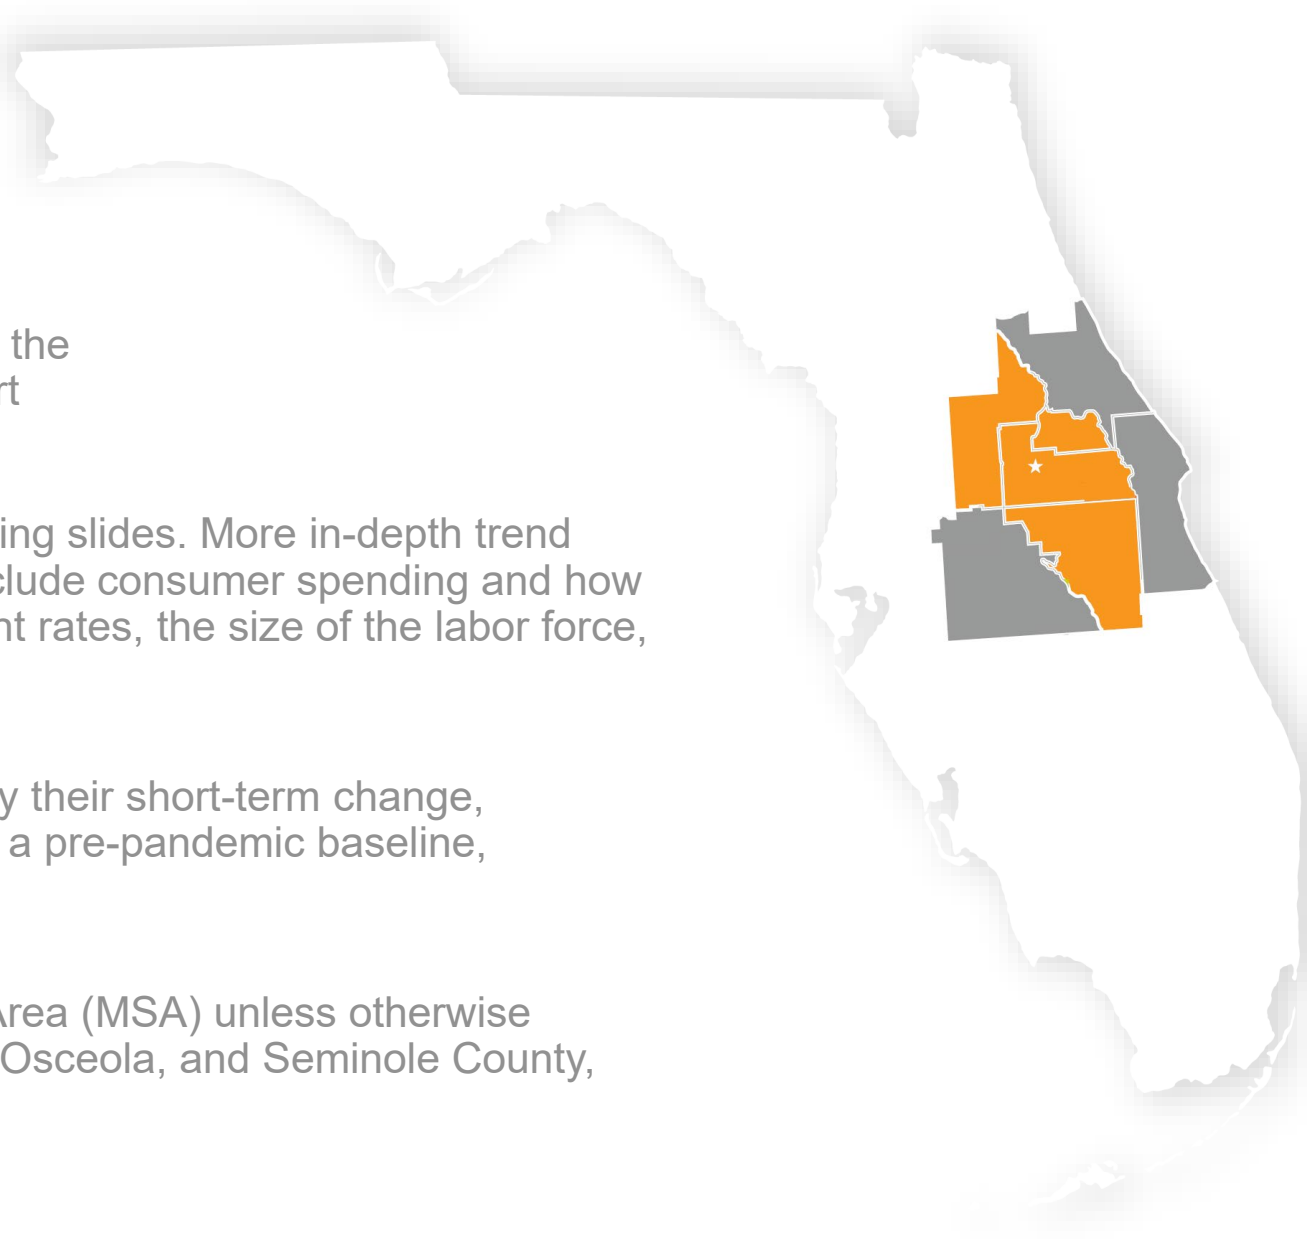 the
rt
ing slides. More in-depth trend
clude consumer spending and how
nt rates, the size of the labor force,
y their short-term change,
a pre-pandemic baseline,
Area (MSA) unless otherwise
Osceola, and Seminole County,